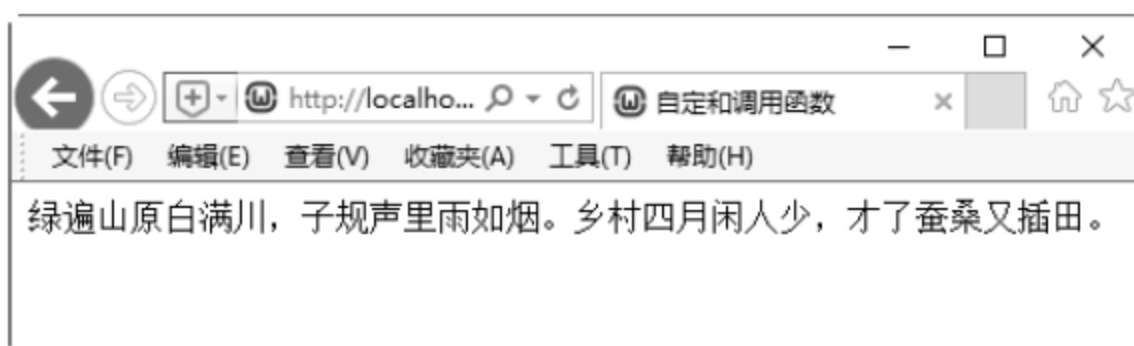 http://localho... 自定和调用函数
文件(F) 编辑(E) 查看(V) 收藏夹(A) 工具(T) 帮助(H)
绿遍山原白满川，子规声里雨如烟。乡村四月闲人少，才了蚕桑又插田。